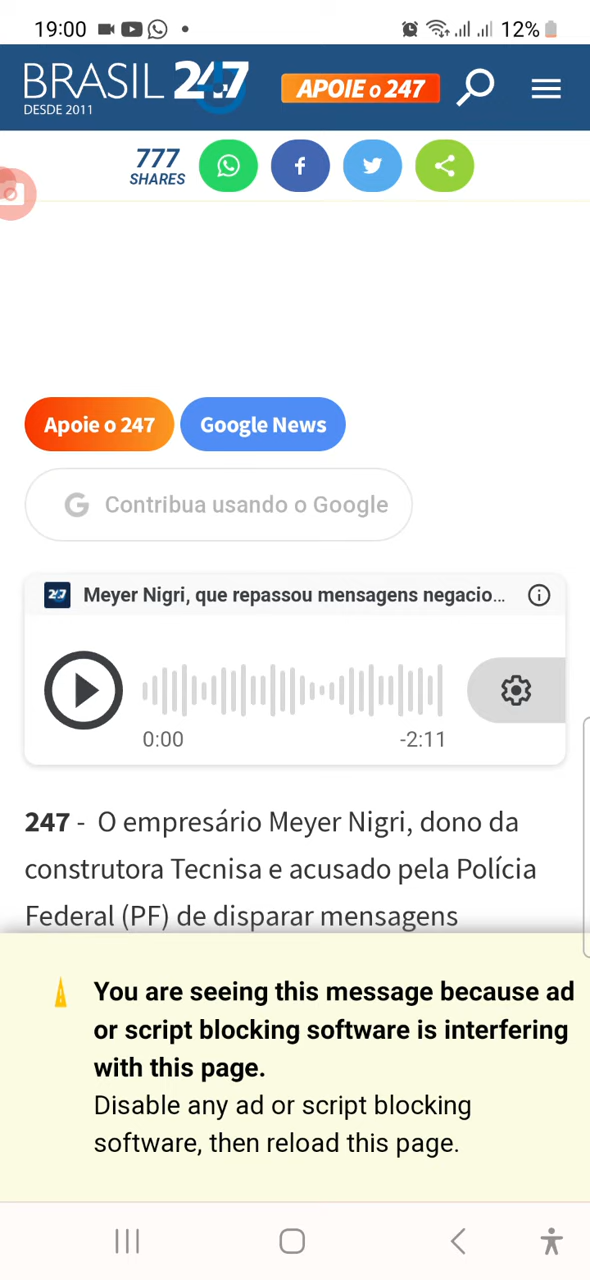 19:00 12%
BRASIL 247
DESDE 2011
APOIE o 247
777
SHARES
Apoie o 247
Google News
Contribua usando o Google
247 Meyer Nigri, que repassou mensagens negacio...
0:00 -2:11
247 - O empresário Meyer Nigri, dono da
construtora Tecnisa e acusado pela Polícia
Federal (PF) de disparar mensagens
You are seeing this message because ad
or script blocking software is interfering
with this page.
Disable any ad or script blocking
software, then reload this page.